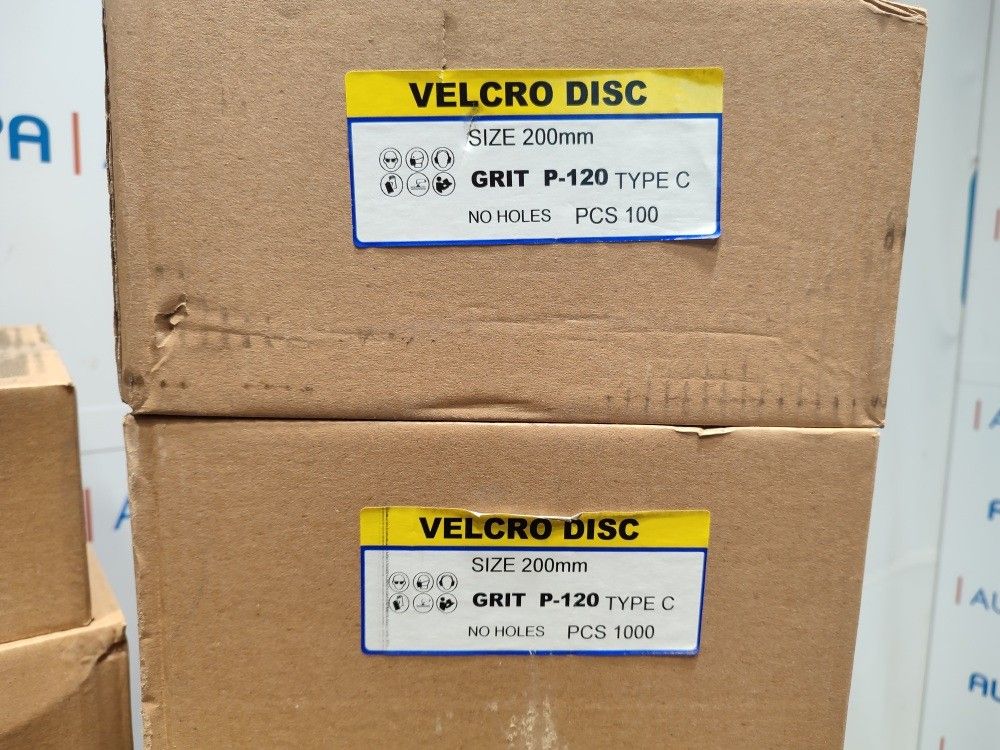 VELCRO DISC
SIZE 200mm
GRIT P-120 TYPE C
NO HOLES PCS 100
VELCRO DISC
SIZE 200mm
GRIT P-120 TYPE C
NO HOLES PCS 1000